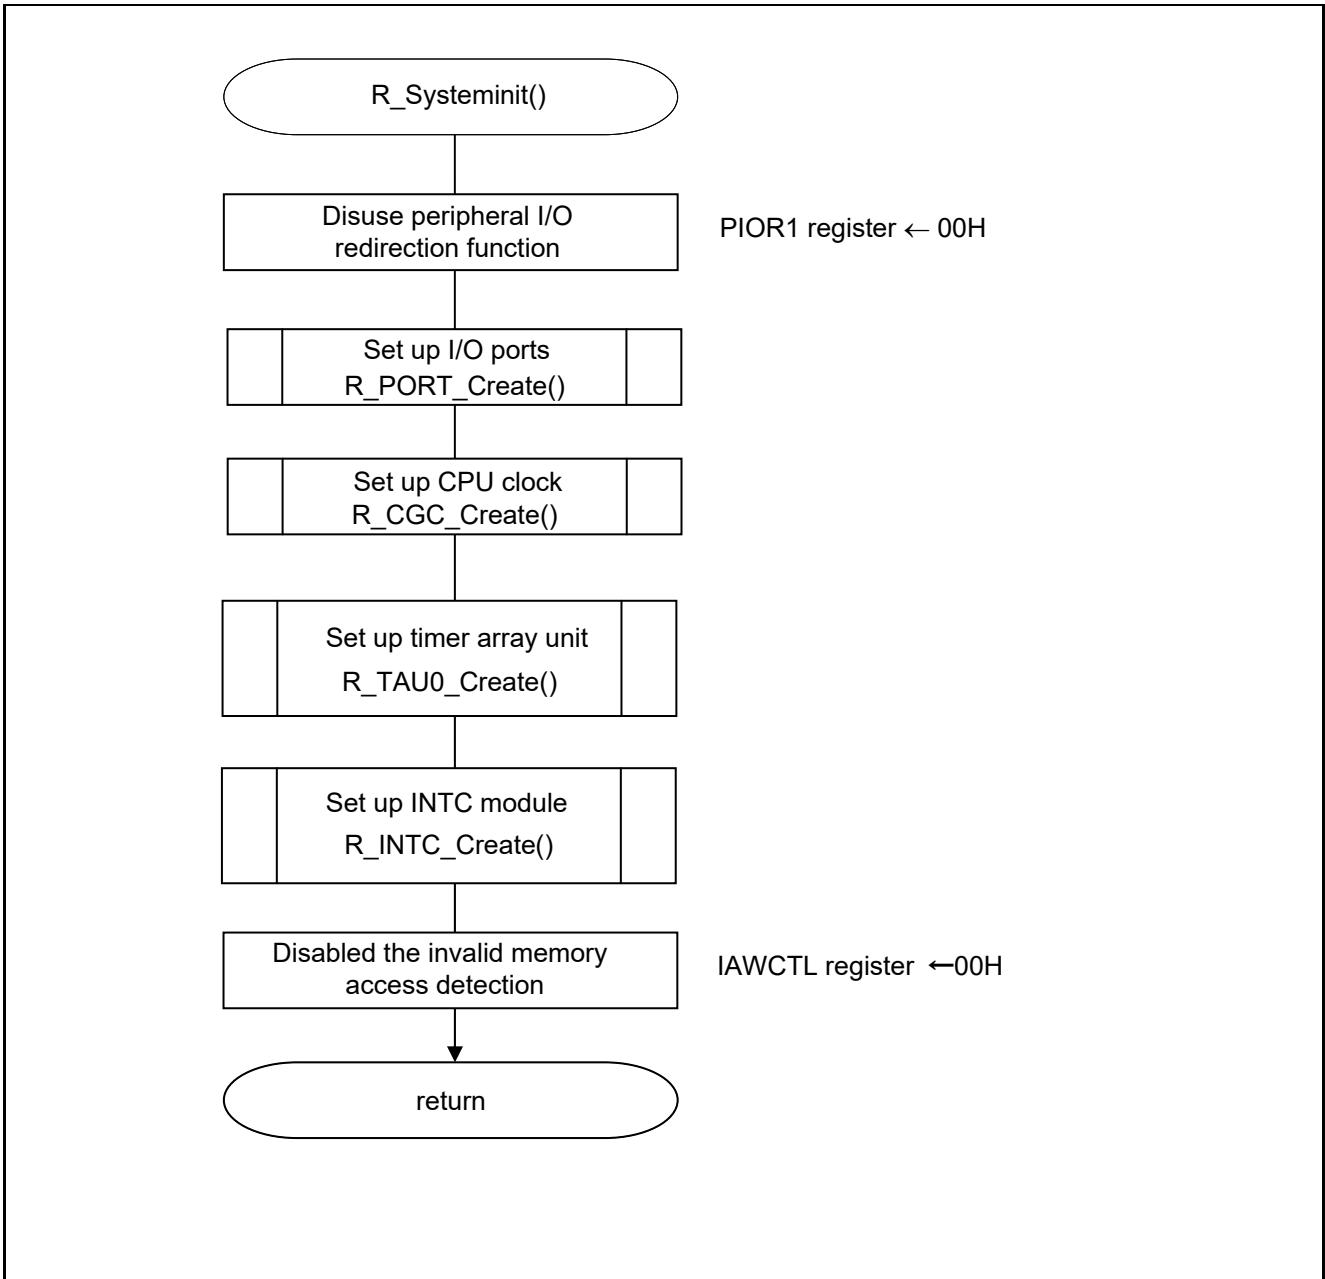 R_Systeminit()
Disuse peripheral I/O
redirection function
PIOR1 register ← 00H
Set up I/O ports
R_PORT_Create()
Set up CPU clock
R_CGC_Create()
Set up timer array unit
R_TAU0_Create()
Set up INTC module
R_INTC_Create()
Disabled the invalid memory
access detection
IAWCTL register ←00H
return